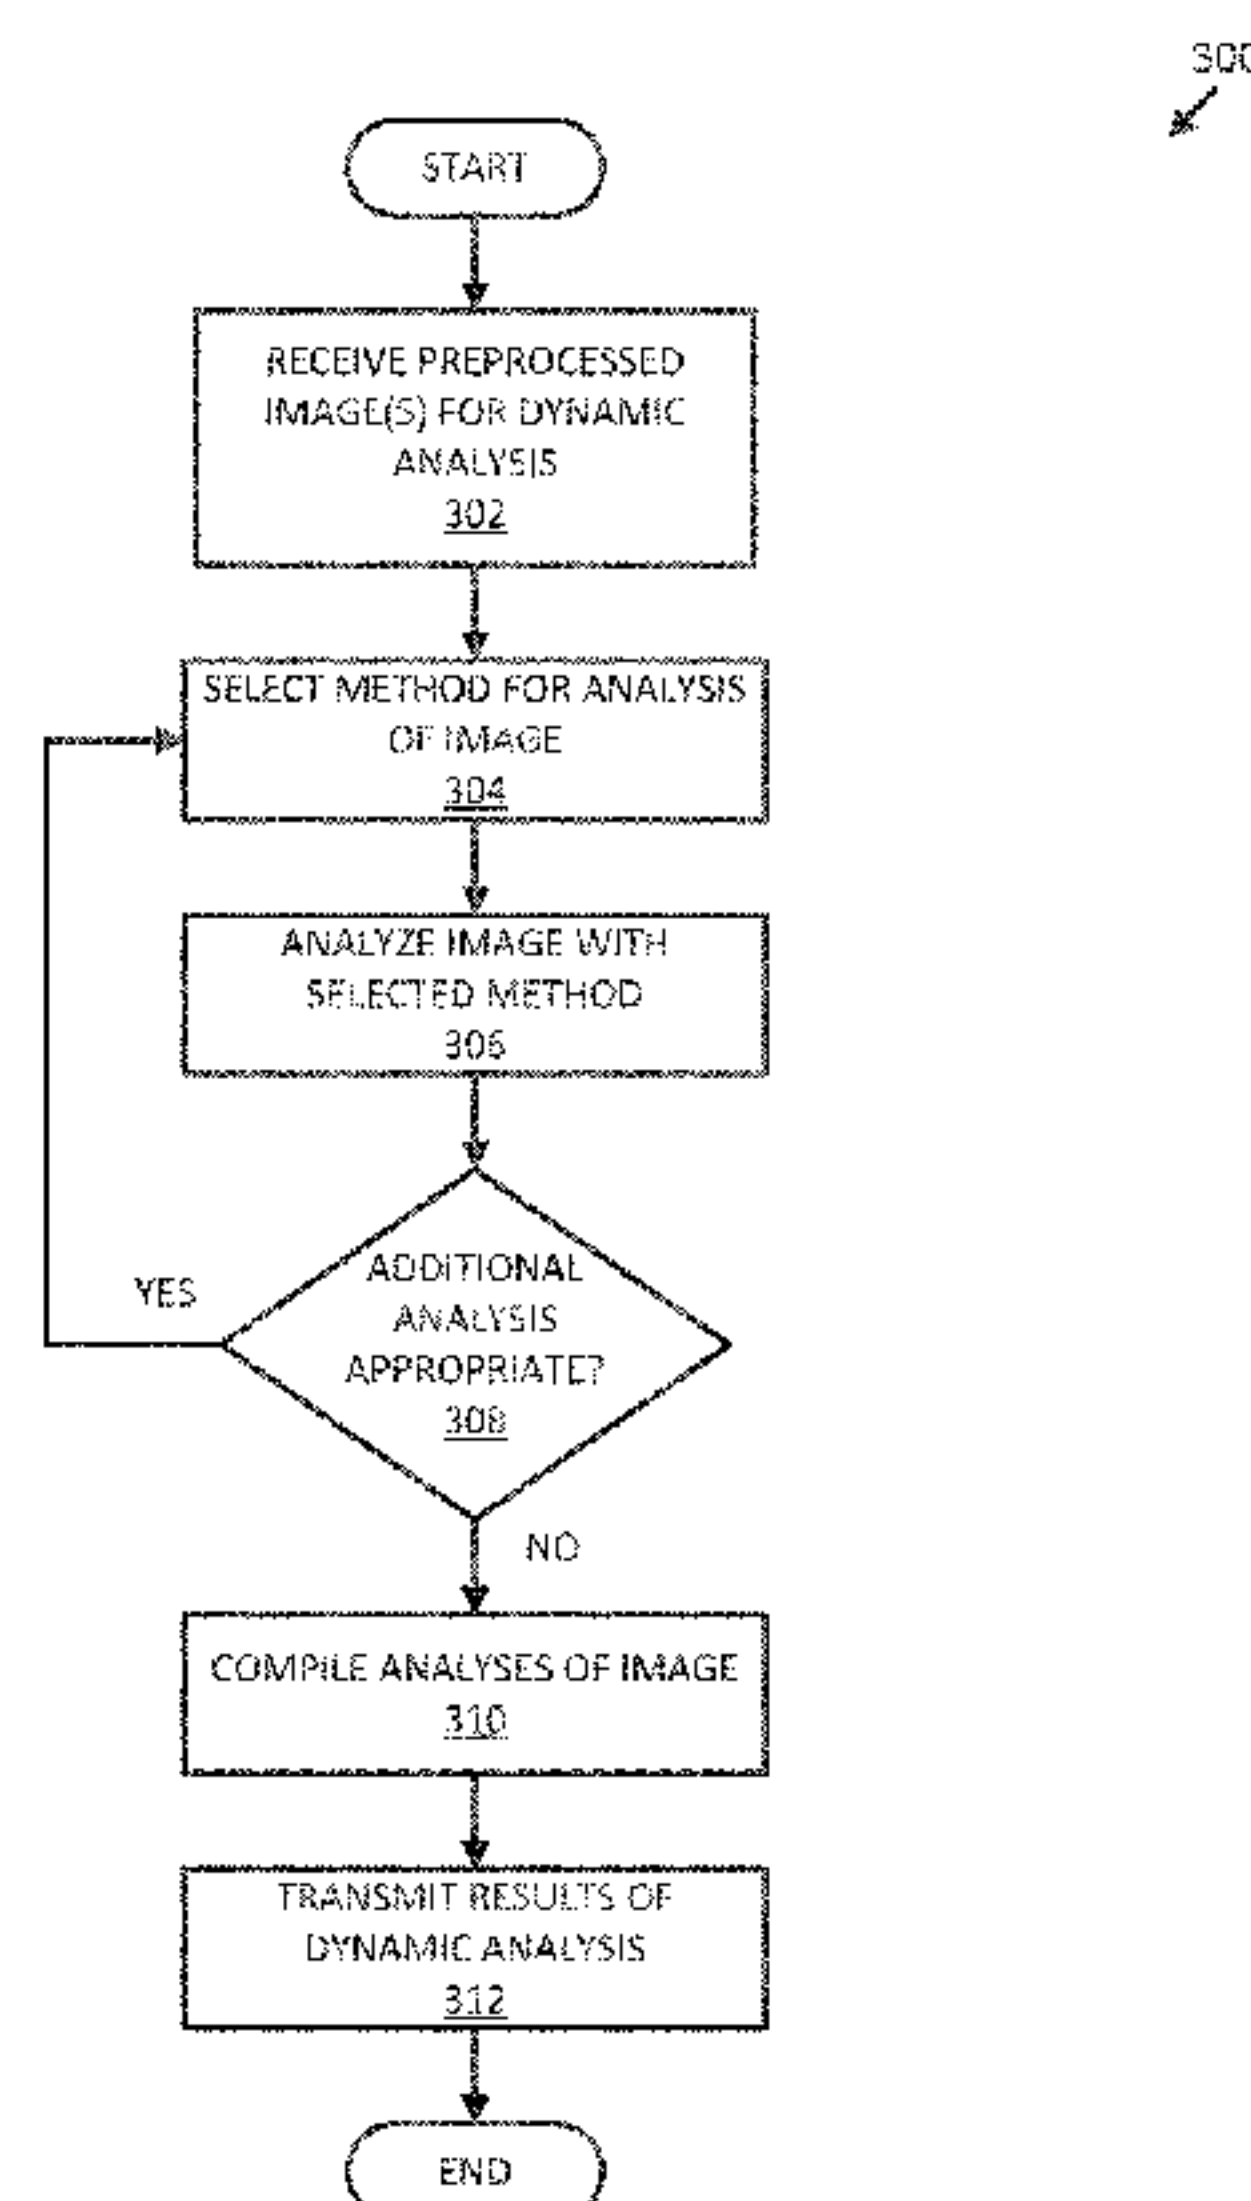 300
START
RECEIVE PREPROCESSED
IMAGE(S) FOR DYNAMIC
ANALYSIS
302
SELECT METHOD FOR ANALYSIS
OF IMAGE
304
ANALYZE IMAGE WITH
SELECTED METHOD
306
ADDITIONAL
ANALYSIS
APPROPRIATE?
308
YES
NO
COMPILE ANALYSES OF IMAGE
310
TRANSMIT RESULTS OF
DYNAMIC ANALYSIS
312
END